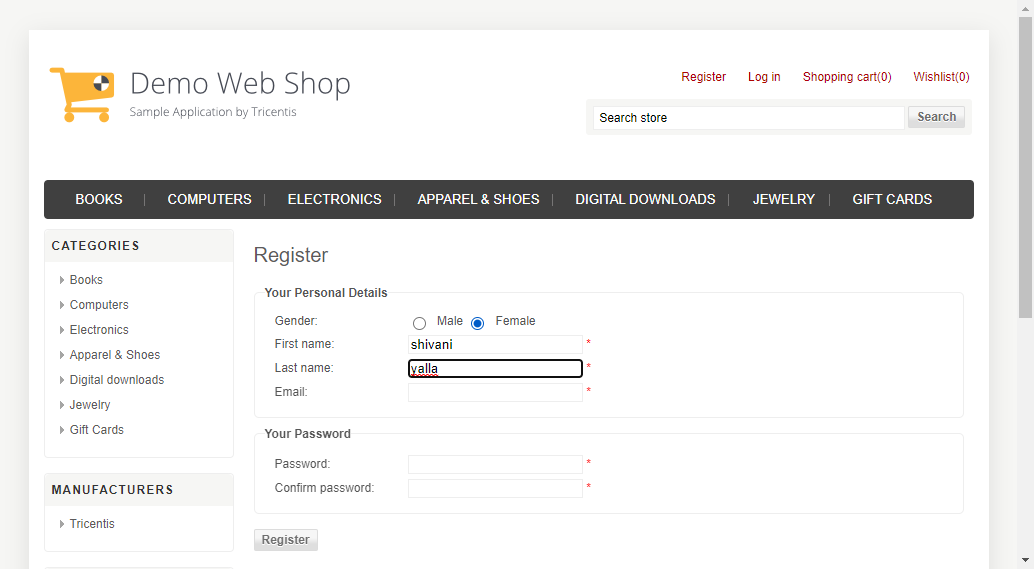 Demo Web Shop
Sample Application by Tricentis
Register Log in Shopping cart(0) Wishlist(0)
Search store Search
BOOKS COMPUTERS ELECTRONICS APPAREL & SHOES DIGITAL DOWNLOADS JEWELRY GIFT CARDS
CATEGORIES
Books
Computers
Electronics
Apparel & Shoes
Digital downloads
Jewelry
Gift Cards
MANUFACTURERS
Tricentis
Register
Your Personal Details
Gender: Male Female
First name: shivani *
Last name: yalla *
Email: *
Your Password
Password: *
Confirm password: *
Register